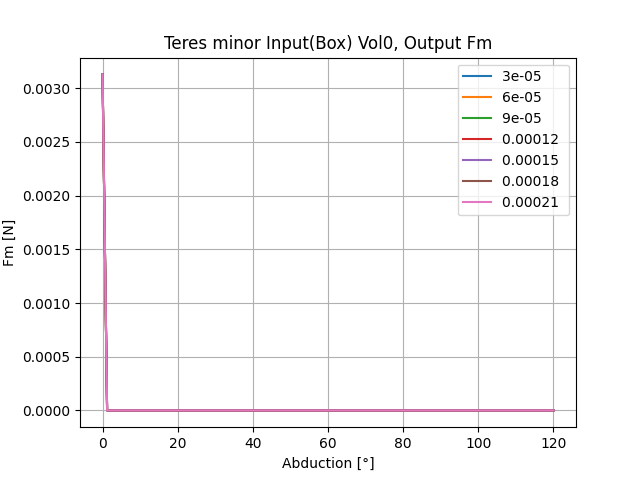 Teres minor Input(Box) Vol0, Output Fm
0.0030
0.0025
0.0020
0.0015
0.0010
0.0005
0.0000
Fm [N]
3e-05
6e-05
9e-05
0.00012
0.00015
0.00018
0.00021
0 20 40 60 80 100 120
Abduction [°]